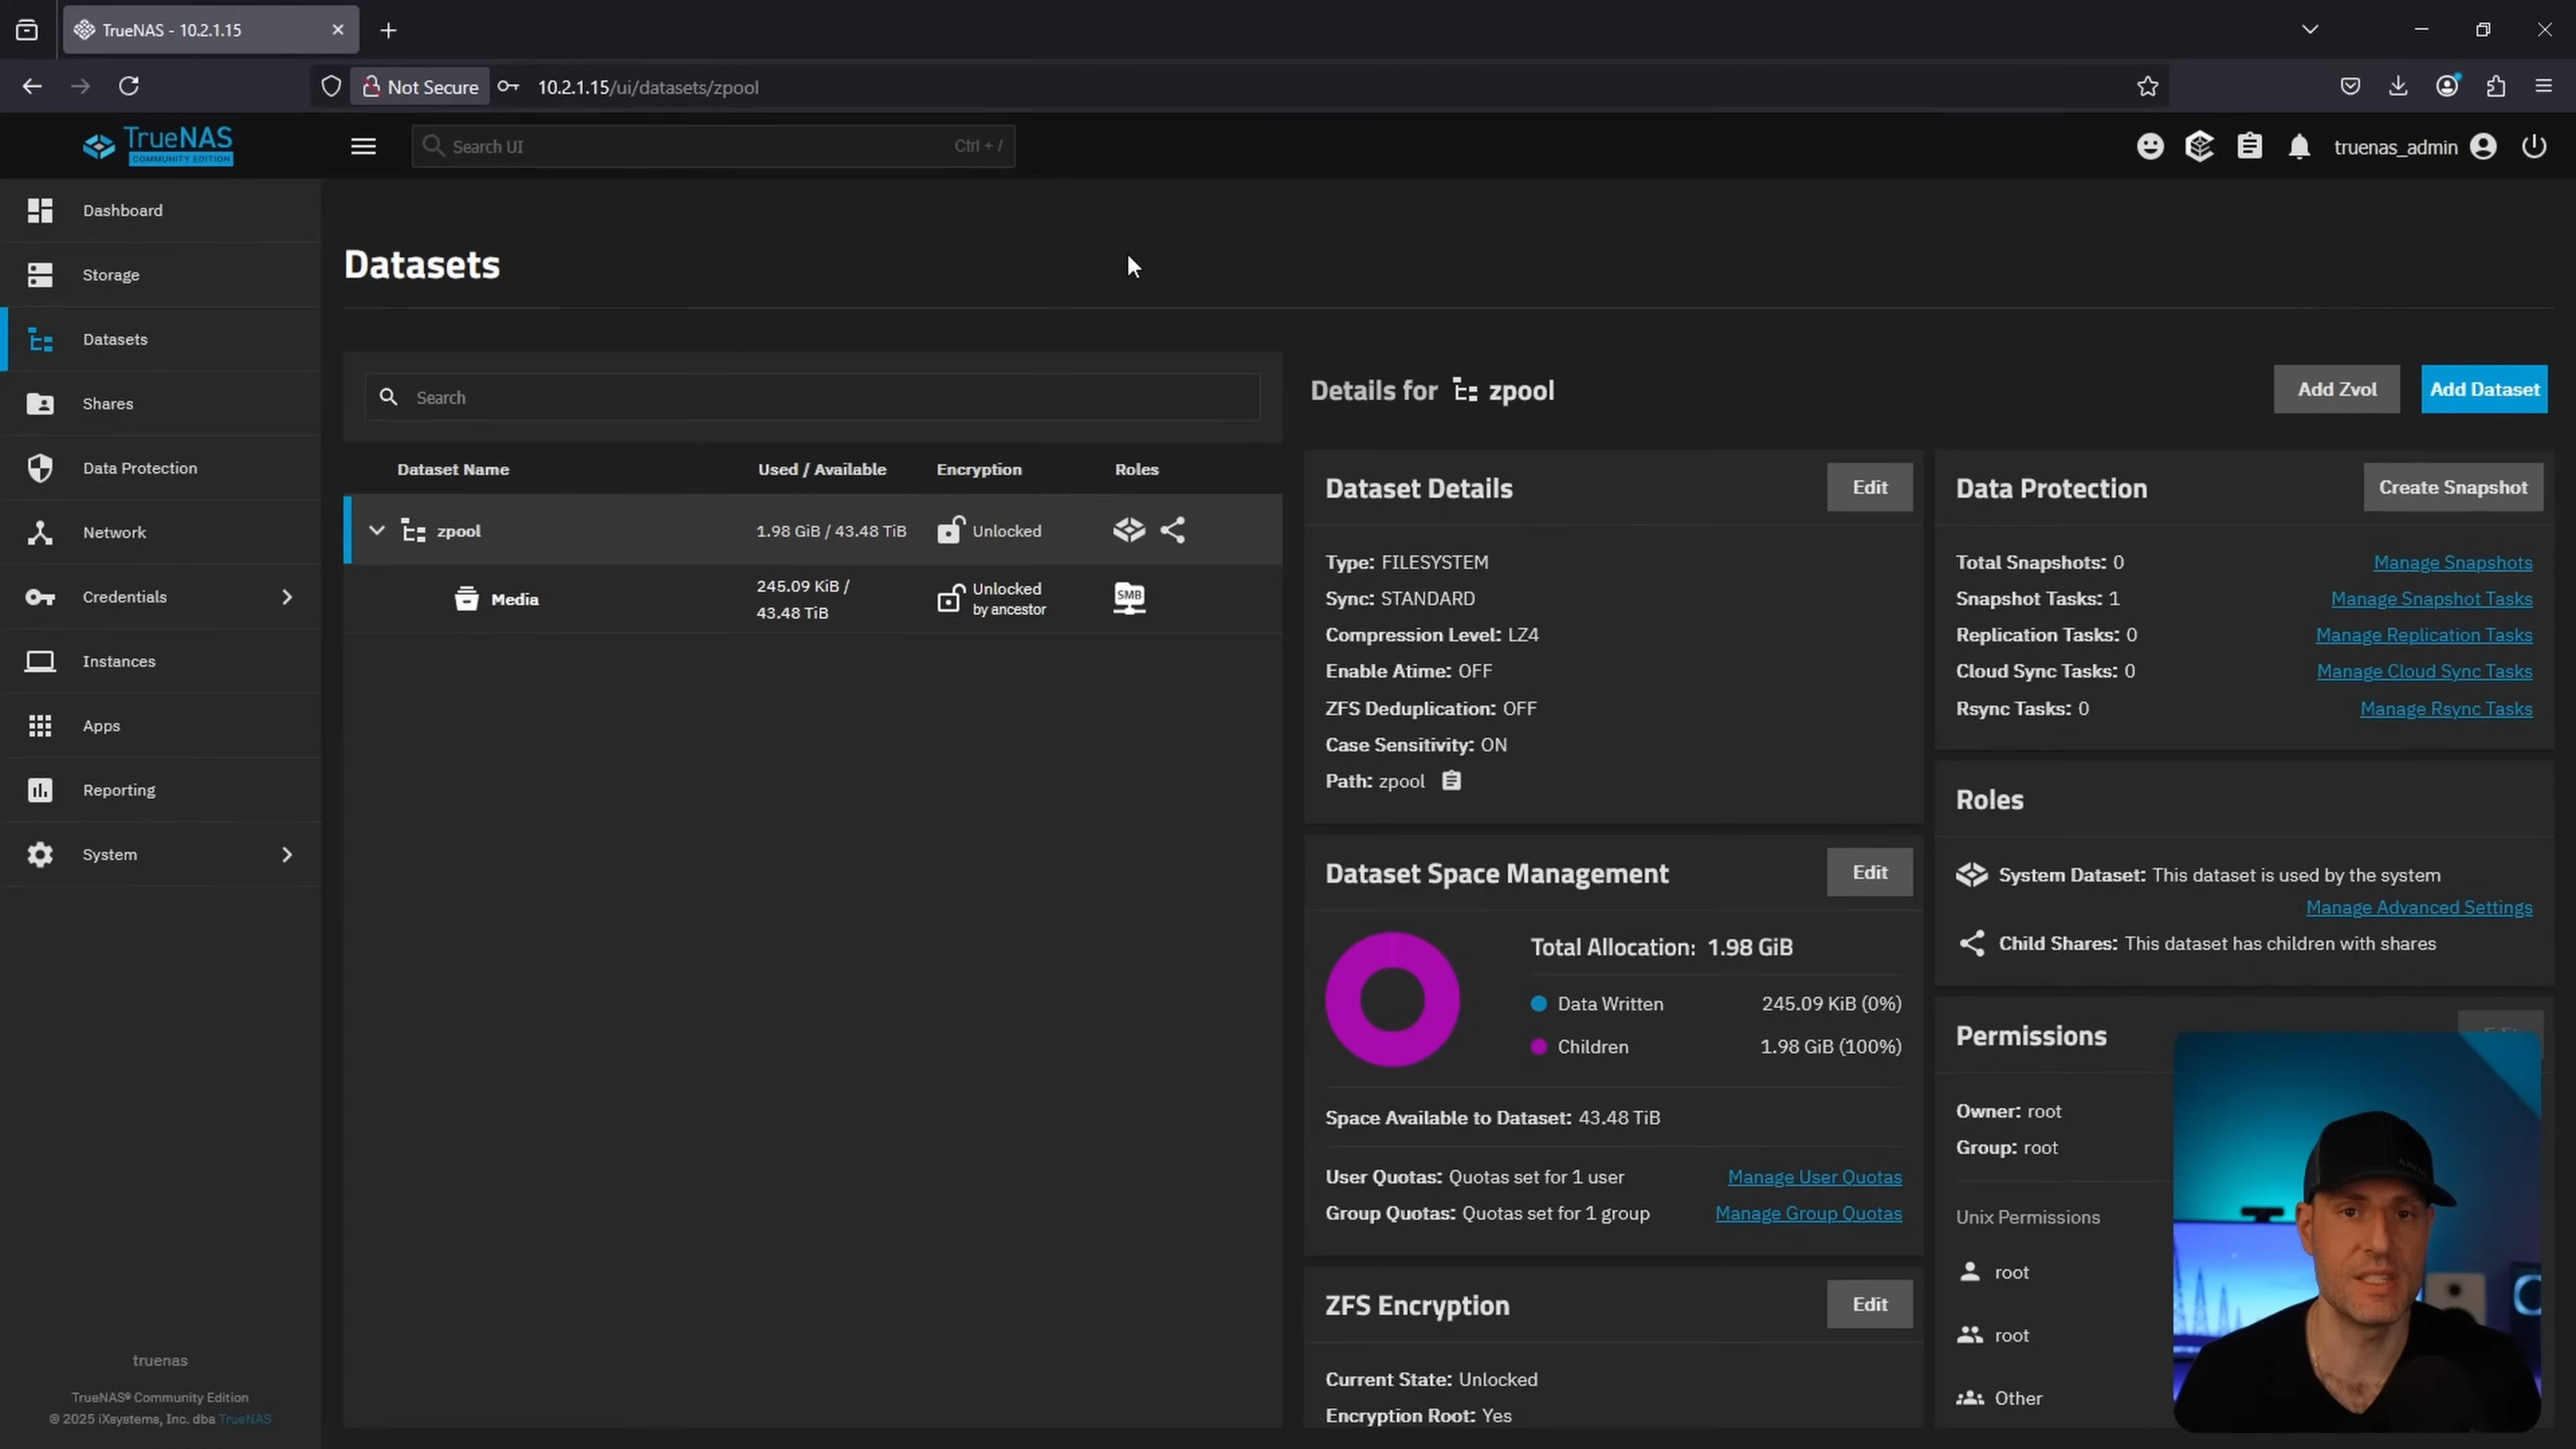 TrueNAS - 10.2.1.15
Not Secure
10.2.1.15/ui/datasets/zpool
TrueNAS
COMMUNITY EDITION
Search UI
Ctrl + /
truenas_admin
Dashboard
Storage
Datasets
Shares
Data Protection
Network
Credentials
Instances
Apps
Reporting
System
truenas
TrueNAS® Community Edition
© 2025 iXsystems, Inc. dba TrueNAS
Datasets
Search
Dataset Name Used / Available Encryption Roles
zpool 1.98 GiB / 43.48 TiB Unlocked
Media 245.09 KiB / 43.48 TiB Unlocked by ancestor SMB
Details for zpool
Add Zvol
Add Dataset
Dataset Details
Edit
Type: FILESYSTEM
Sync: STANDARD
Compression Level: LZ4
Enable Atime: OFF
ZFS Deduplication: OFF
Case Sensitivity: ON
Path: zpool
Dataset Space Management
Edit
Total Allocation: 1.98 GiB
Data Written 245.09 KiB (0%)
Children 1.98 GiB (100%)
Space Available to Dataset: 43.48 TiB
User Quotas: Quotas set for 1 user Manage User Quotas
Group Quotas: Quotas set for 1 group Manage Group Quotas
ZFS Encryption
Edit
Current State: Unlocked
Encryption Root: Yes
Data Protection
Create Snapshot
Total Snapshots: 0 Manage Snapshots
Snapshot Tasks: 1 Manage Snapshot Tasks
Replication Tasks: 0 Manage Replication Tasks
Cloud Sync Tasks: 0 Manage Cloud Sync Tasks
Rsync Tasks: 0 Manage Rsync Tasks
Roles
System Dataset: This dataset is used by the system
Manage Advanced Settings
Child Shares: This dataset has children with shares
Permissions
Owner: root
Group: root
Unix Permissions
root
root
Other